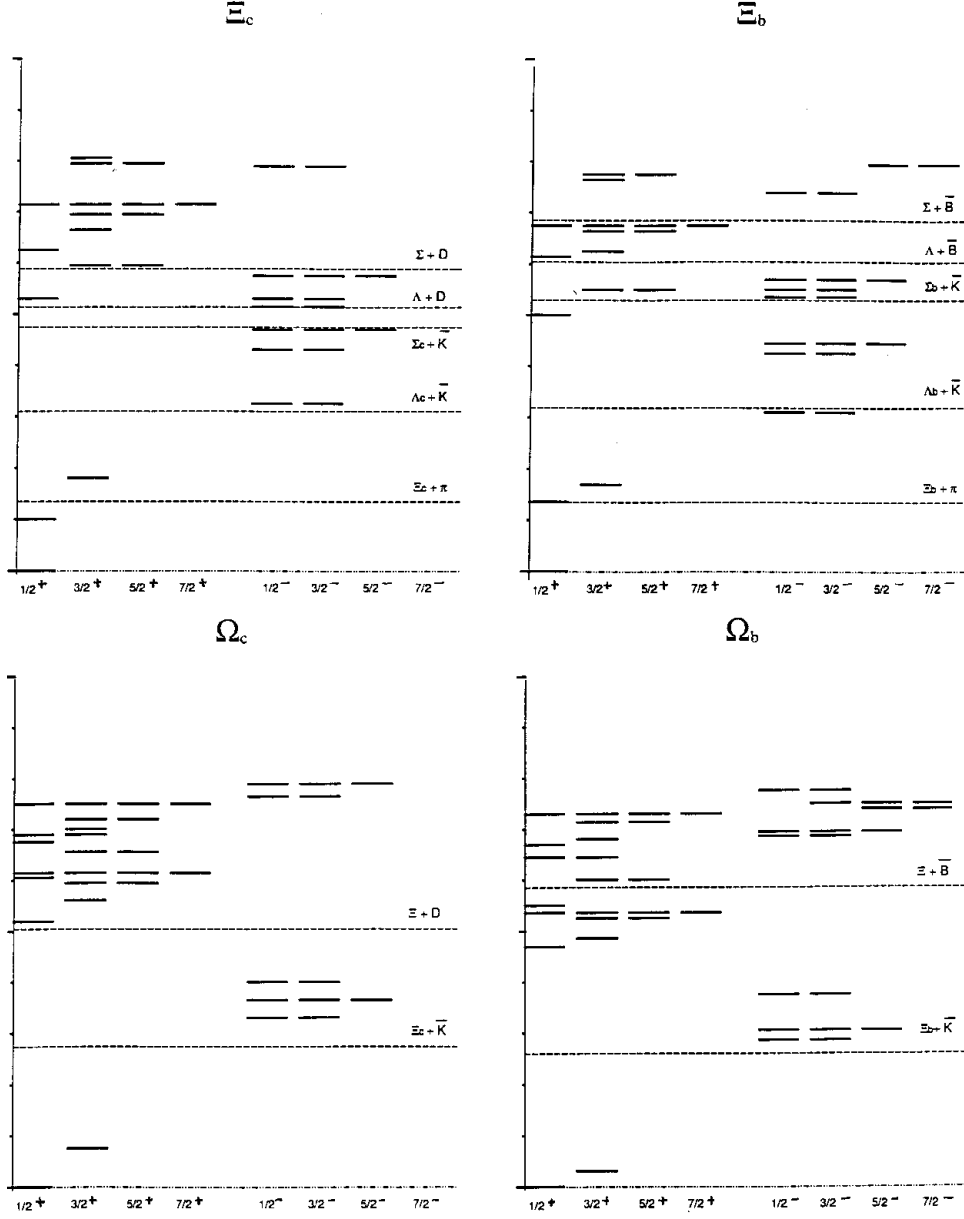 Ξc
Ξb
Σ + D
Λ + D
Σc + K̅
Λc + K̅
Ξc + π
Σ + B̅
Λ + B̅
Σb + K̅
Λb + K̅
Ξb + π
1/2⁺ 3/2⁺ 5/2⁺ 7/2⁺ 1/2⁻ 3/2⁻ 5/2⁻ 7/2⁻
1/2⁺ 3/2⁺ 5/2⁺ 7/2⁺ 1/2⁻ 3/2⁻ 5/2⁻ 7/2⁻
Ωc
Ωb
Ξ + D
Ξc + K̅
Ξ + B̅
Ξb + K̅
1/2⁺ 3/2⁺ 5/2⁺ 7/2⁺ 1/2⁻ 3/2⁻ 5/2⁻ 7/2⁻
1/2⁺ 3/2⁺ 5/2⁺ 7/2⁺ 1/2⁻ 3/2⁻ 5/2⁻ 7/2⁻